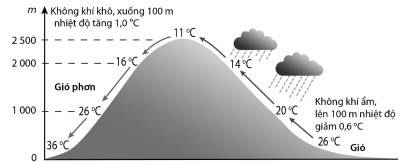 m
Không khí khô, xuống 100 m
nhiệt độ tăng 1,0 °C
11 °C
2 500
2 000
16 °C
14 °C
Gió phơn
1 000
26 °C
20 °C
Không khí ẩm,
lên 100 m nhiệt độ
giảm 0,6 °C
36 °C
26 °C
Gió
0